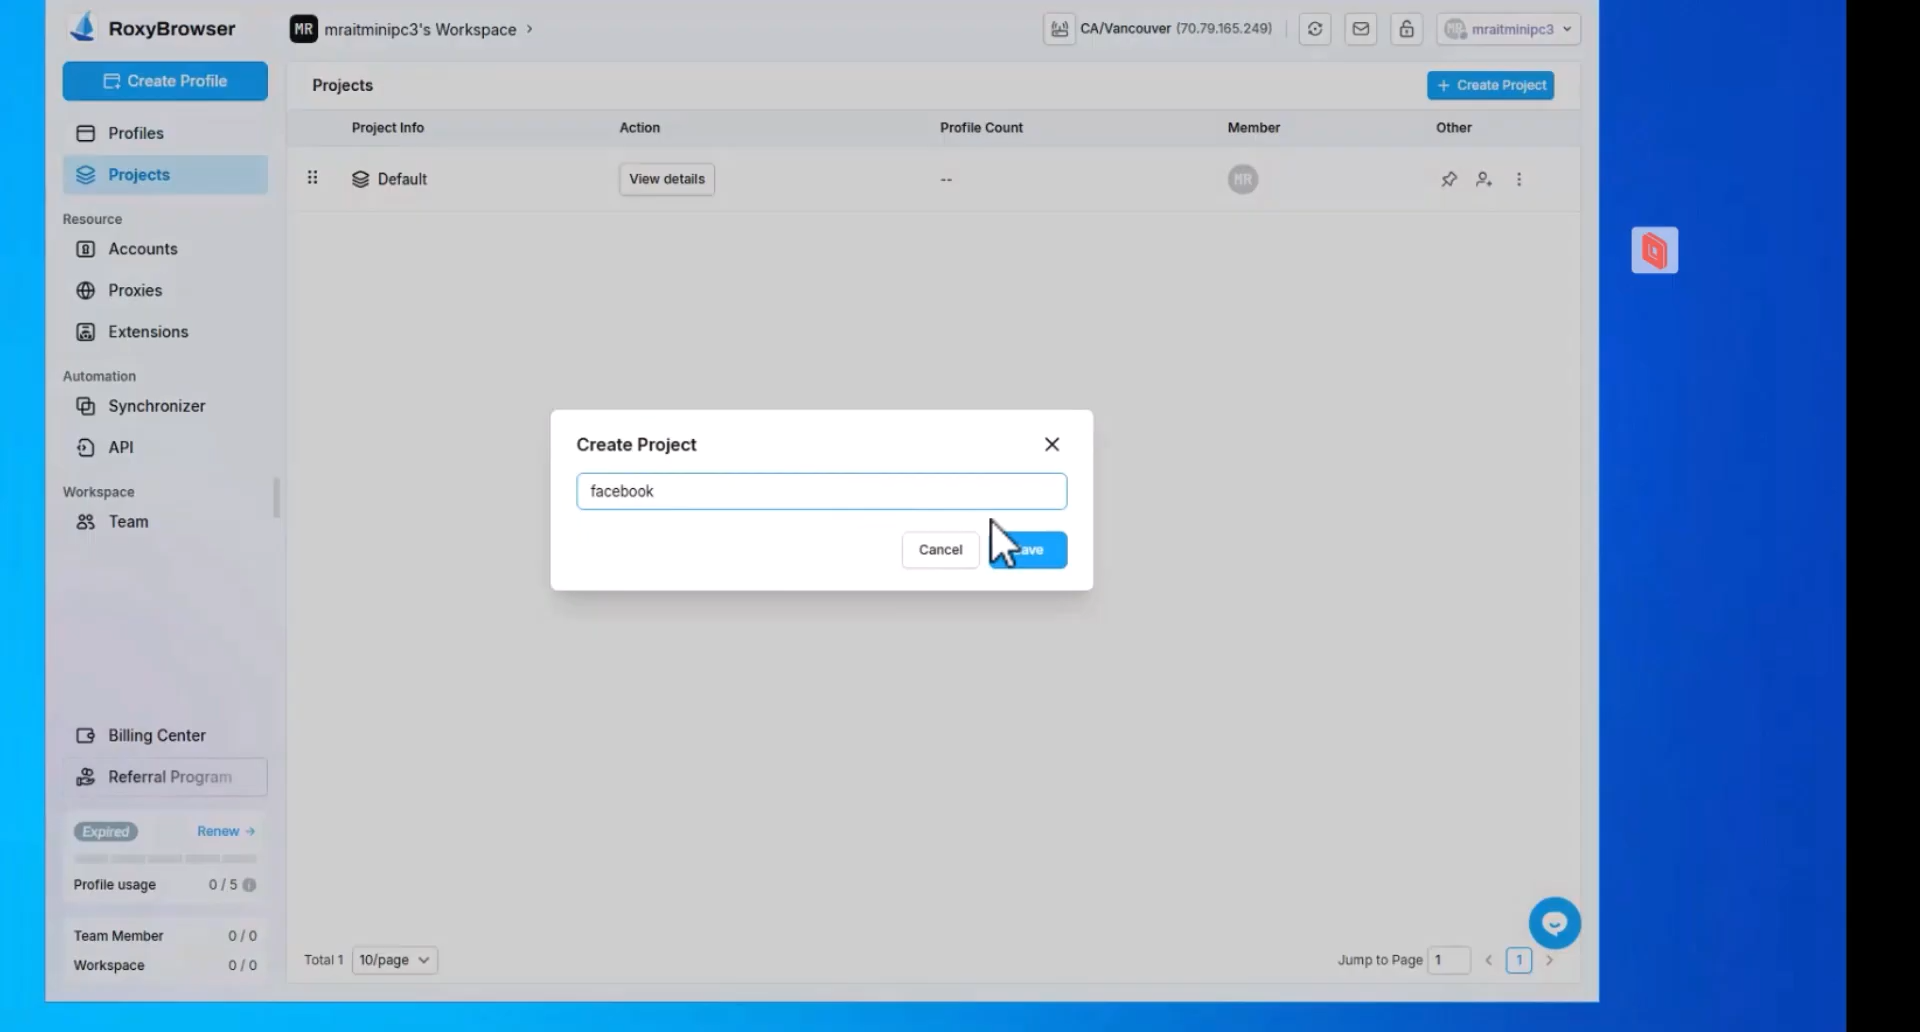 RoxyBrowser
MR mraitminipc3's Workspace
CA/Vancouver (70.79.165.249)
MR mraitminipc3
Create Profile
Projects
+ Create Project
Project Info Action Profile Count Member Other
Default View details -- MR
Profiles
Projects
Resource
Accounts
Proxies
Extensions
Automation
Synchronizer
API
Workspace
Team
Create Project
facebook
Cancel
Billing Center
Referral Program
Expired Renew
Profile usage 0 / 5
Team Member 0 / 0
Workspace 0 / 0
Total 1 10/page
Jump to Page 1 1